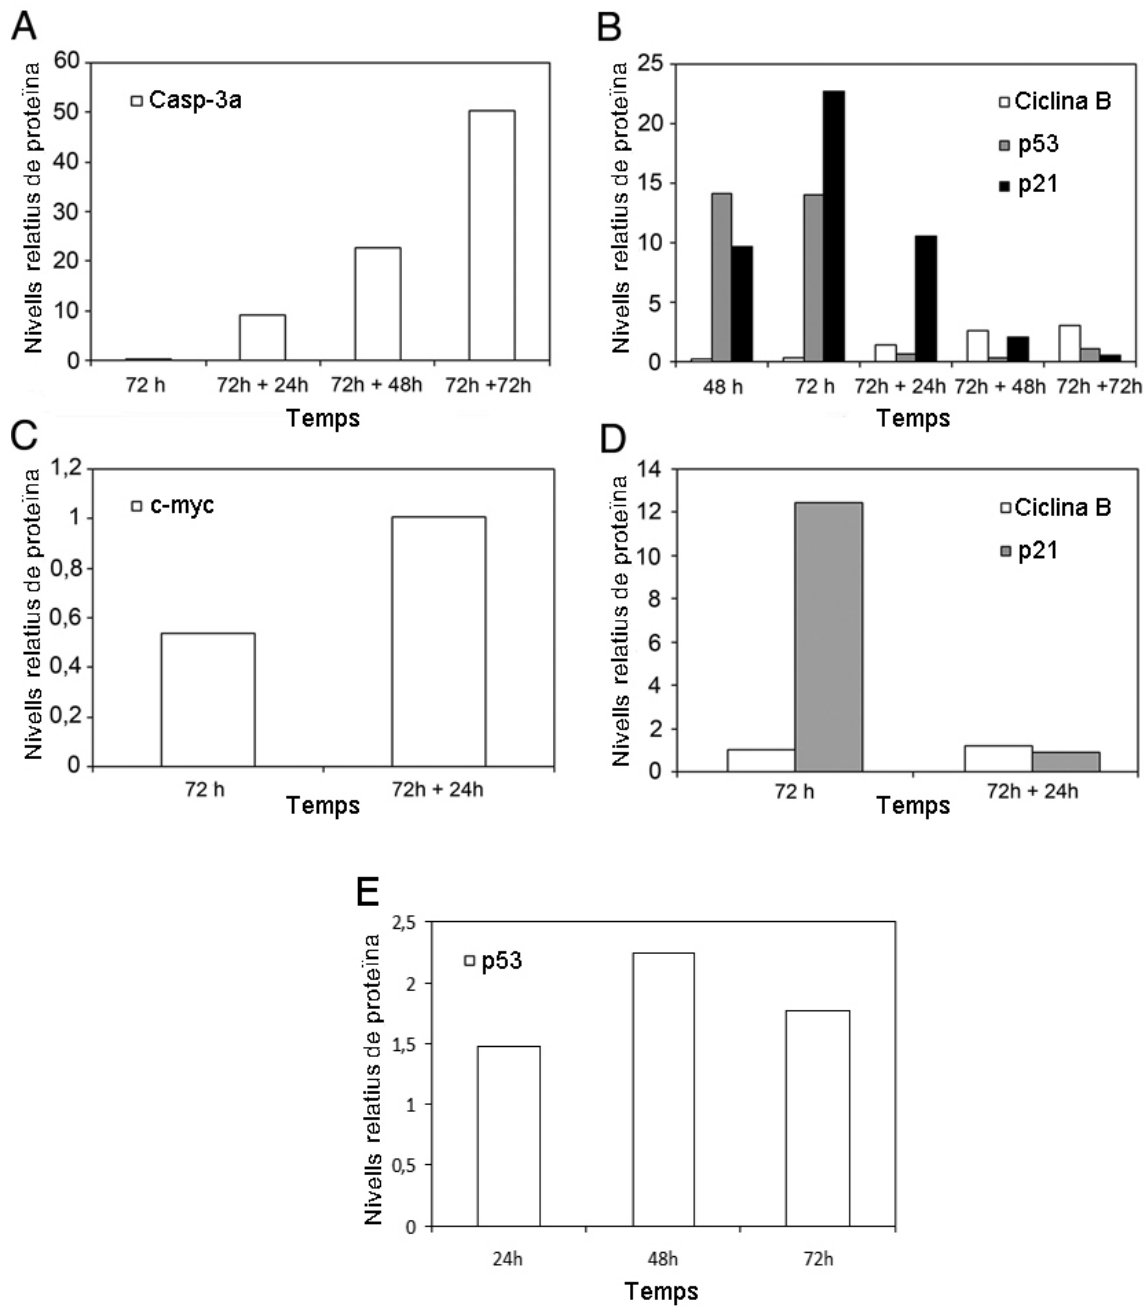 A
Nivells relatius de proteïna
60
50
40
30
20
10
0
Casp-3a
72 h
72h + 24h
72h + 48h
72h +72h
Temps
B
Nivells relatius de proteïna
25
20
15
10
5
0
Ciclina B
p53
p21
48 h
72 h
72h + 24h
72h + 48h
72h +72h
Temps
C
Nivells relatius de proteïna
1,2
1
0,8
0,6
0,4
0,2
0
c-myc
72 h
72h + 24h
Temps
D
Nivells relatius de proteïna
14
12
10
8
6
4
2
0
Ciclina B
p21
72 h
72h + 24h
Temps
E
Nivells relatius de proteïna
2,5
2
1,5
1
0,5
0
p53
24h
48h
72h
Temps